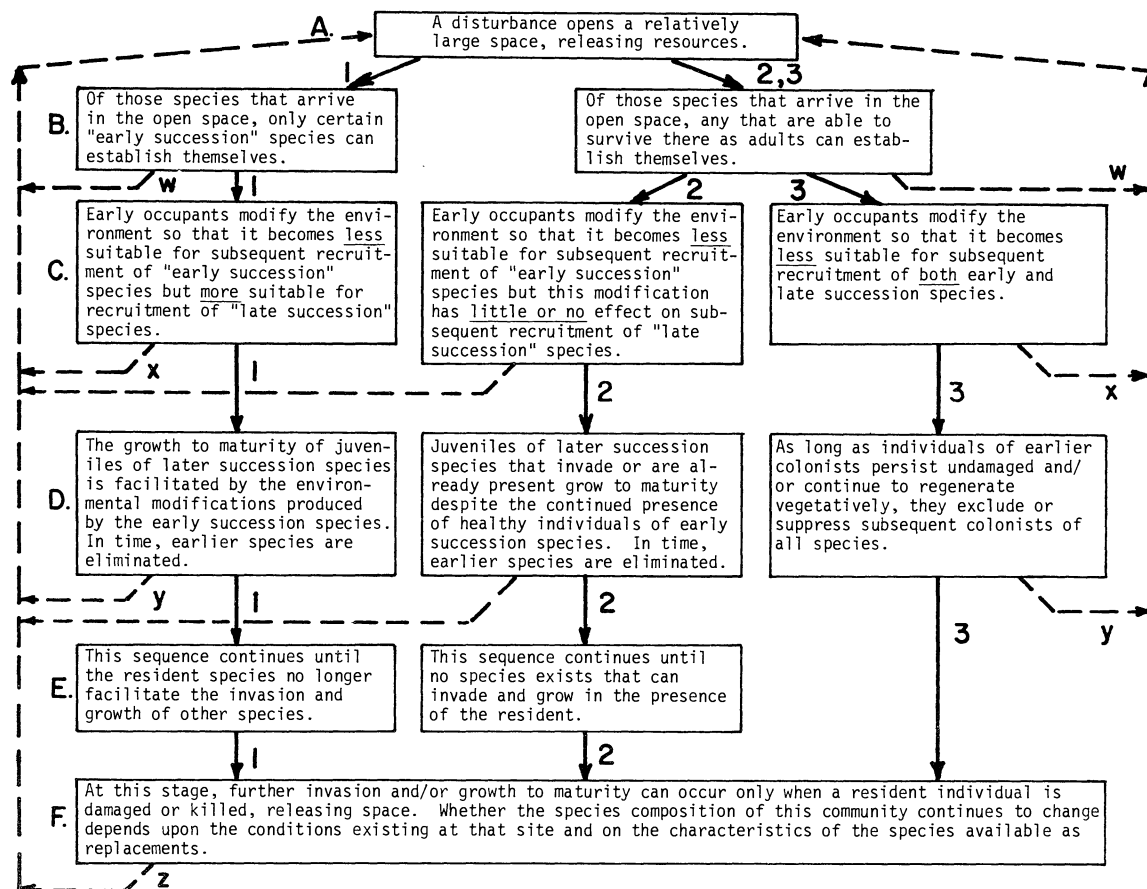 A.
A disturbance opens a relatively
large space, releasing resources.
1
2,3
B.
Of those species that arrive
in the open space, only certain
"early succession" species can
establish themselves.
Of those species that arrive in the
open space, any that are able to
survive there as adults can estab-
lish themselves.
w
1
2
3
w
C.
Early occupants modify the envi-
ronment so that it becomes less
suitable for subsequent recruit-
ment of "early succession"
species but more suitable for
recruitment of "late succession"
species.
Early occupants modify the envi-
ronment so that it becomes less
suitable for subsequent recruit-
ment of "early succession"
species but this modification
has little or no effect on sub-
sequent recruitment of "late
succession" species.
Early occupants modify the
environment so that it becomes
less suitable for subsequent
recruitment of both early and
late succession species.
x
1
2
3
x
D.
The growth to maturity of juve-
niles of later succession species
is facilitated by the environ-
mental modifications produced
by the early succession species.
In time, earlier species are
eliminated.
Juveniles of later succession
species that invade or are al-
ready present grow to maturity
despite the continued presence
of healthy individuals of early
succession species. In time,
earlier species are eliminated.
As long as individuals of earlier
colonists persist undamaged and/
or continue to regenerate
vegetatively, they exclude or
suppress subsequent colonists of
all species.
y
1
2
3
y
E.
This sequence continues until
the resident species no longer
facilitate the invasion and
growth of other species.
This sequence continues until
no species exists that can
invade and grow in the presence
of the resident.
1
2
F.
At this stage, further invasion and/or growth to maturity can occur only when a resident individual is
damaged or killed, releasing space. Whether the species composition of this community continues to change
depends upon the conditions existing at that site and on the characteristics of the species available as
replacements.
z